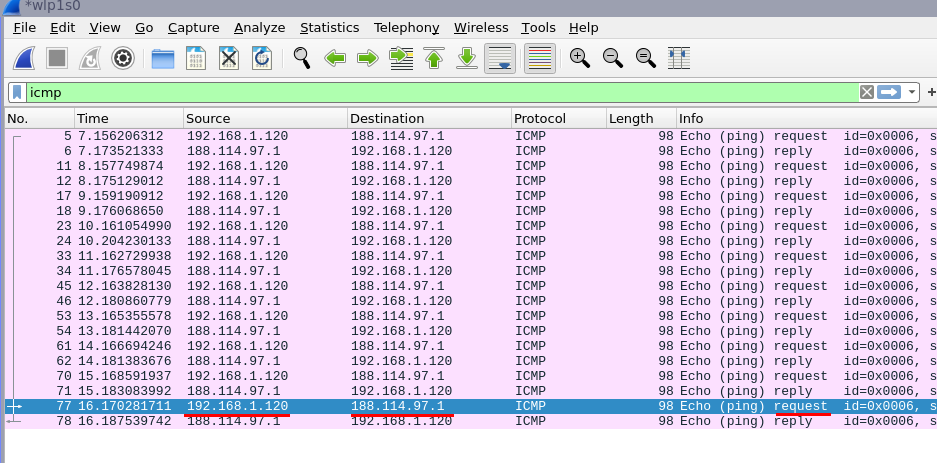 *wlp1s0
File Edit View Go Capture Analyze Statistics Telephony Wireless Tools Help
icmp
No. Time Source Destination Protocol Length Info
5 7.156206312 192.168.1.120 188.114.97.1 ICMP 98 Echo (ping) request id=0x0006, s
6 7.173521333 188.114.97.1 192.168.1.120 ICMP 98 Echo (ping) reply id=0x0006, s
11 8.157749874 192.168.1.120 188.114.97.1 ICMP 98 Echo (ping) request id=0x0006, s
12 8.175129012 188.114.97.1 192.168.1.120 ICMP 98 Echo (ping) reply id=0x0006, s
17 9.159190912 192.168.1.120 188.114.97.1 ICMP 98 Echo (ping) request id=0x0006, s
18 9.176068650 188.114.97.1 192.168.1.120 ICMP 98 Echo (ping) reply id=0x0006, s
23 10.161054990 192.168.1.120 188.114.97.1 ICMP 98 Echo (ping) request id=0x0006, s
24 10.204230133 188.114.97.1 192.168.1.120 ICMP 98 Echo (ping) reply id=0x0006, s
33 11.162729938 192.168.1.120 188.114.97.1 ICMP 98 Echo (ping) request id=0x0006, s
34 11.176578045 188.114.97.1 192.168.1.120 ICMP 98 Echo (ping) reply id=0x0006, s
45 12.163828130 192.168.1.120 188.114.97.1 ICMP 98 Echo (ping) request id=0x0006, s
46 12.180860779 188.114.97.1 192.168.1.120 ICMP 98 Echo (ping) reply id=0x0006, s
53 13.165355578 192.168.1.120 188.114.97.1 ICMP 98 Echo (ping) request id=0x0006, s
54 13.181442070 188.114.97.1 192.168.1.120 ICMP 98 Echo (ping) reply id=0x0006, s
61 14.166694246 192.168.1.120 188.114.97.1 ICMP 98 Echo (ping) request id=0x0006, s
62 14.181383676 188.114.97.1 192.168.1.120 ICMP 98 Echo (ping) reply id=0x0006, s
70 15.168591937 192.168.1.120 188.114.97.1 ICMP 98 Echo (ping) request id=0x0006, s
71 15.183083992 188.114.97.1 192.168.1.120 ICMP 98 Echo (ping) reply id=0x0006, s
77 16.170281711 192.168.1.120 188.114.97.1 ICMP 98 Echo (ping) request id=0x0006, s
78 16.187539742 188.114.97.1 192.168.1.120 ICMP 98 Echo (ping) reply id=0x0006, s